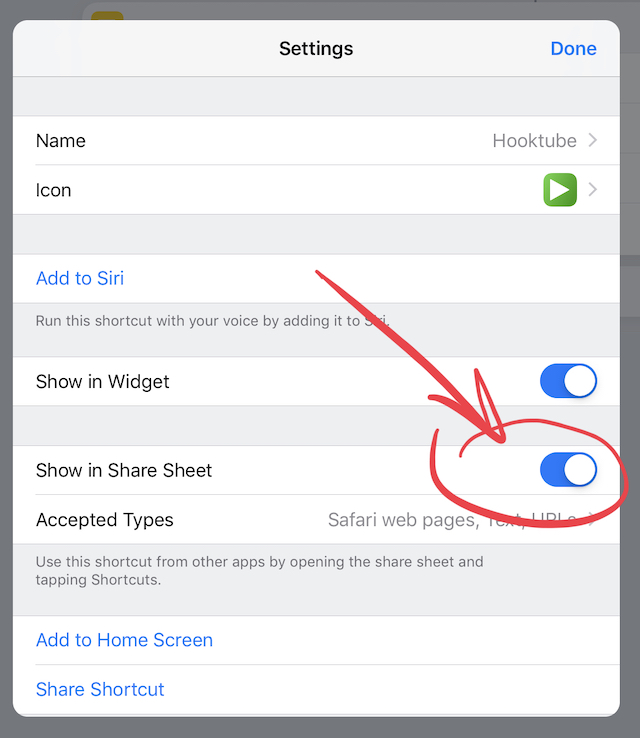 Settings
Done
Name
Hooktube
Icon
Add to Siri
Run this shortcut with your voice by adding it to Siri.
Show in Widget
Show in Share Sheet
Accepted Types
Safari web pages, Text, URLs
Use this shortcut from other apps by opening the share sheet and
tapping Shortcuts.
Add to Home Screen
Share Shortcut